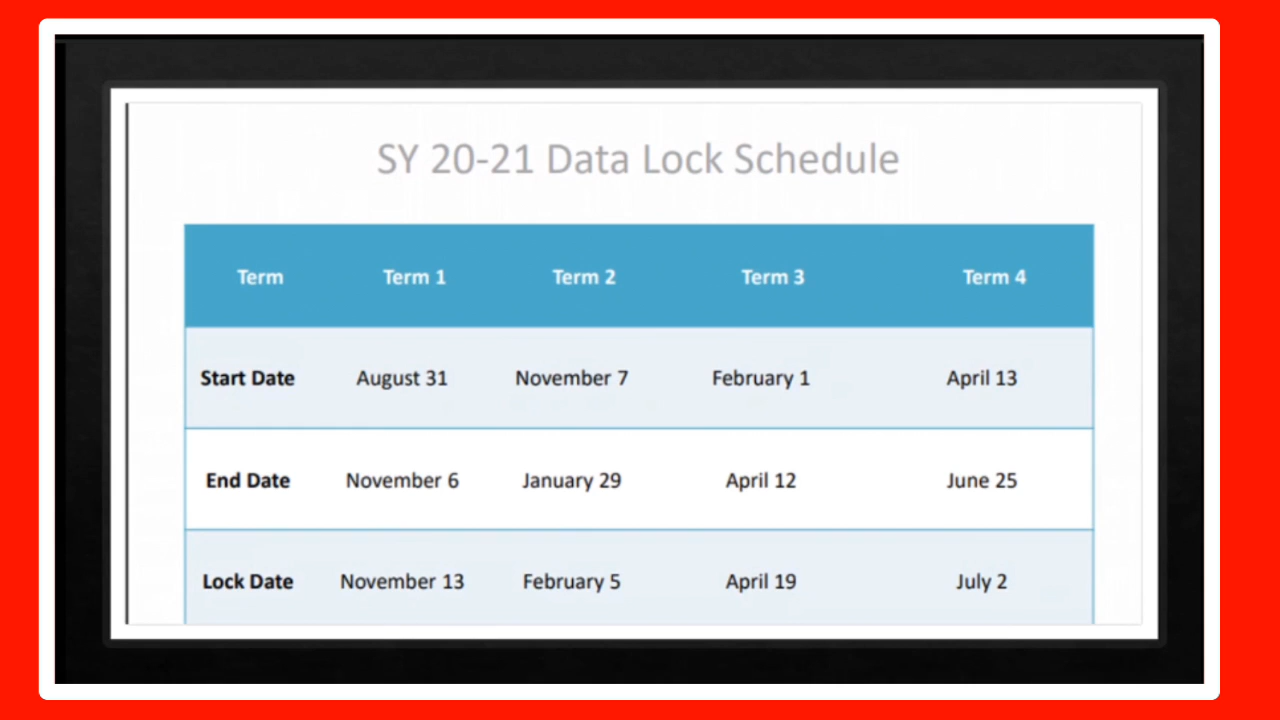 SY 20-21 Data Lock Schedule
Term Term 1 Term 2 Term 3 Term 4
Start Date August 31 November 7 February 1 April 13
End Date November 6 January 29 April 12 June 25
Lock Date November 13 February 5 April 19 July 2